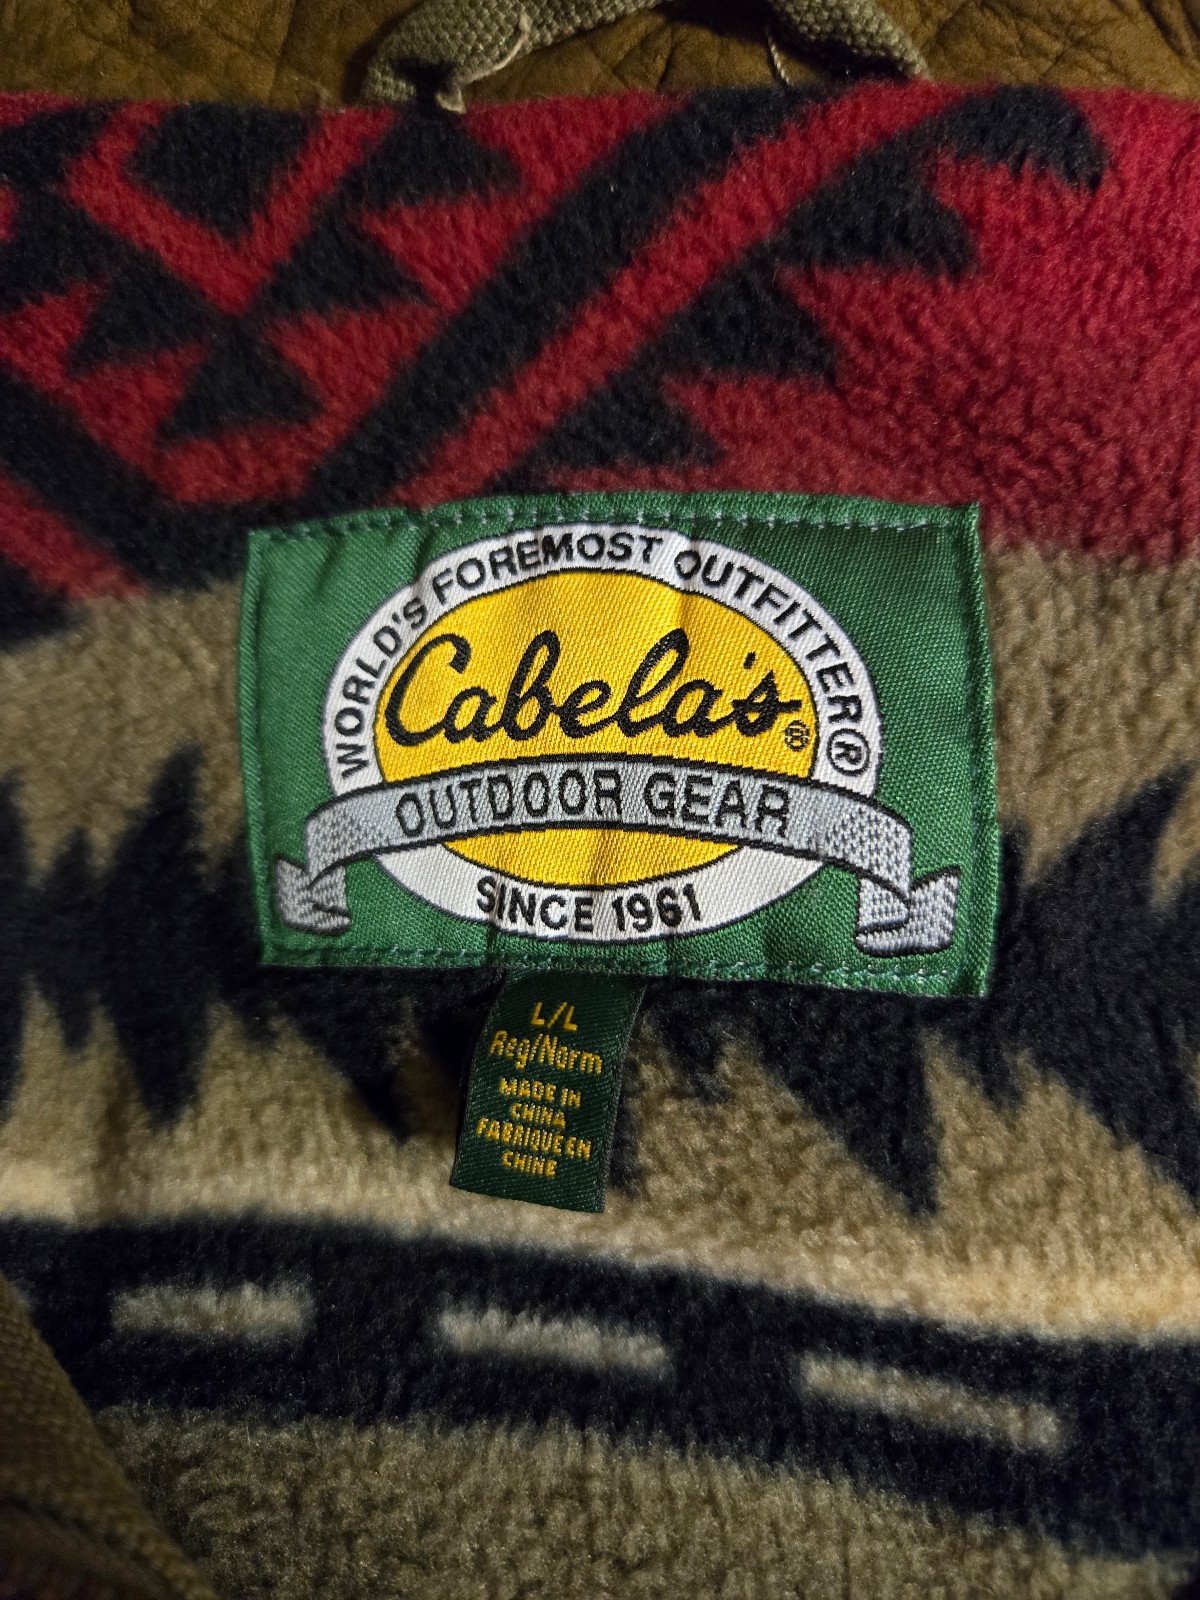 WORLD'S FOREMOST OUTFITTER®
Cabela's®
OUTDOOR GEAR
SINCE 1961
L/L
Reg/Norm
MADE IN
CHINA
FABRIQUE EN
CHINE